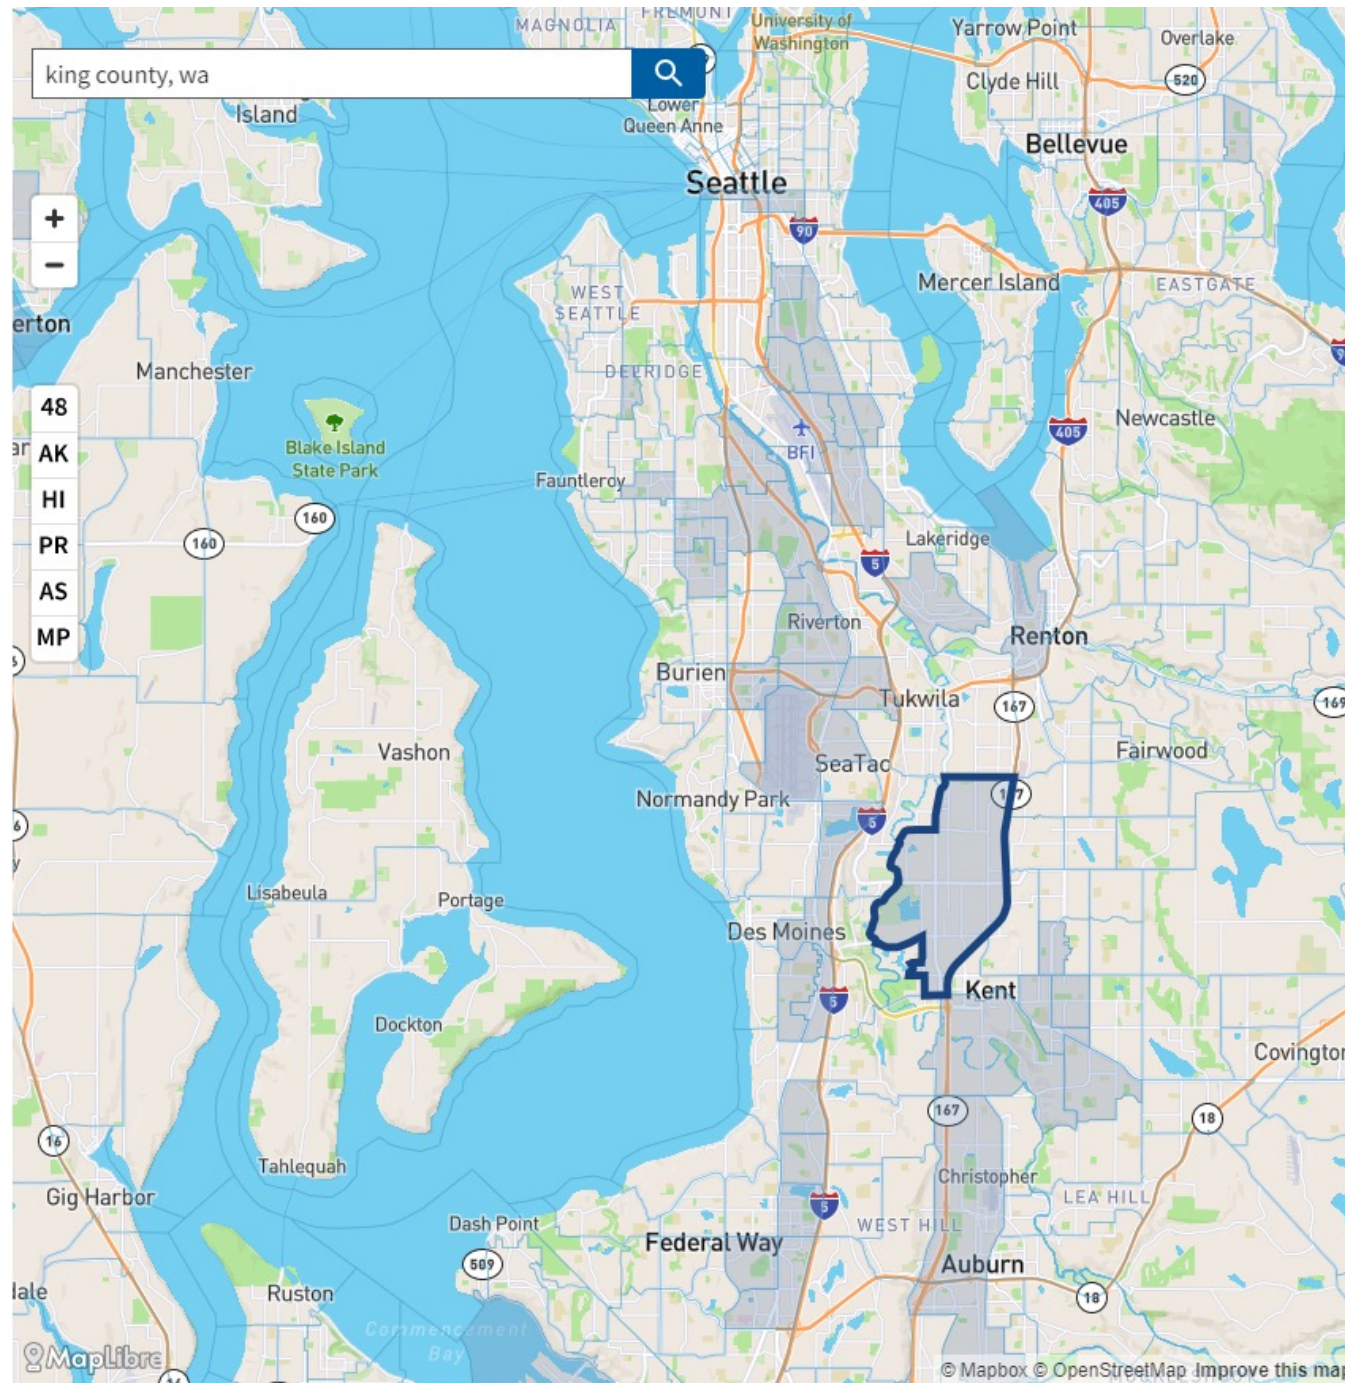 MAGNOLIA
FREMONT
University of
Washington
Yarrow Point
Overlake
king county, wa
Clyde Hill
520
Island
Lower
Queen Anne
Bellevue
Seattle
405
+
−
90
Mercer Island
EASTGATE
WEST
SEATTLE
erton
Manchester
DELRIDGE
48
AK
HI
PR
AS
MP
Newcastle
405
BFI
Blake Island
State Park
Fauntleroy
160
160
Lakeridge
5
Riverton
Renton
Burien
Tukwila
167
169
Vashon
Fairwood
SeaTac
Normandy Park
5
Lisabeula
Portage
Des Moines
Kent
5
Dockton
Covington
167
18
16
Tahlequah
Christopher
Gig Harbor
LEA HILL
5
Dash Point
WEST HILL
Federal Way
509
Auburn
18
Ruston
Commencement
Bay
MapLibre
© Mapbox © OpenStreetMap Improve this map